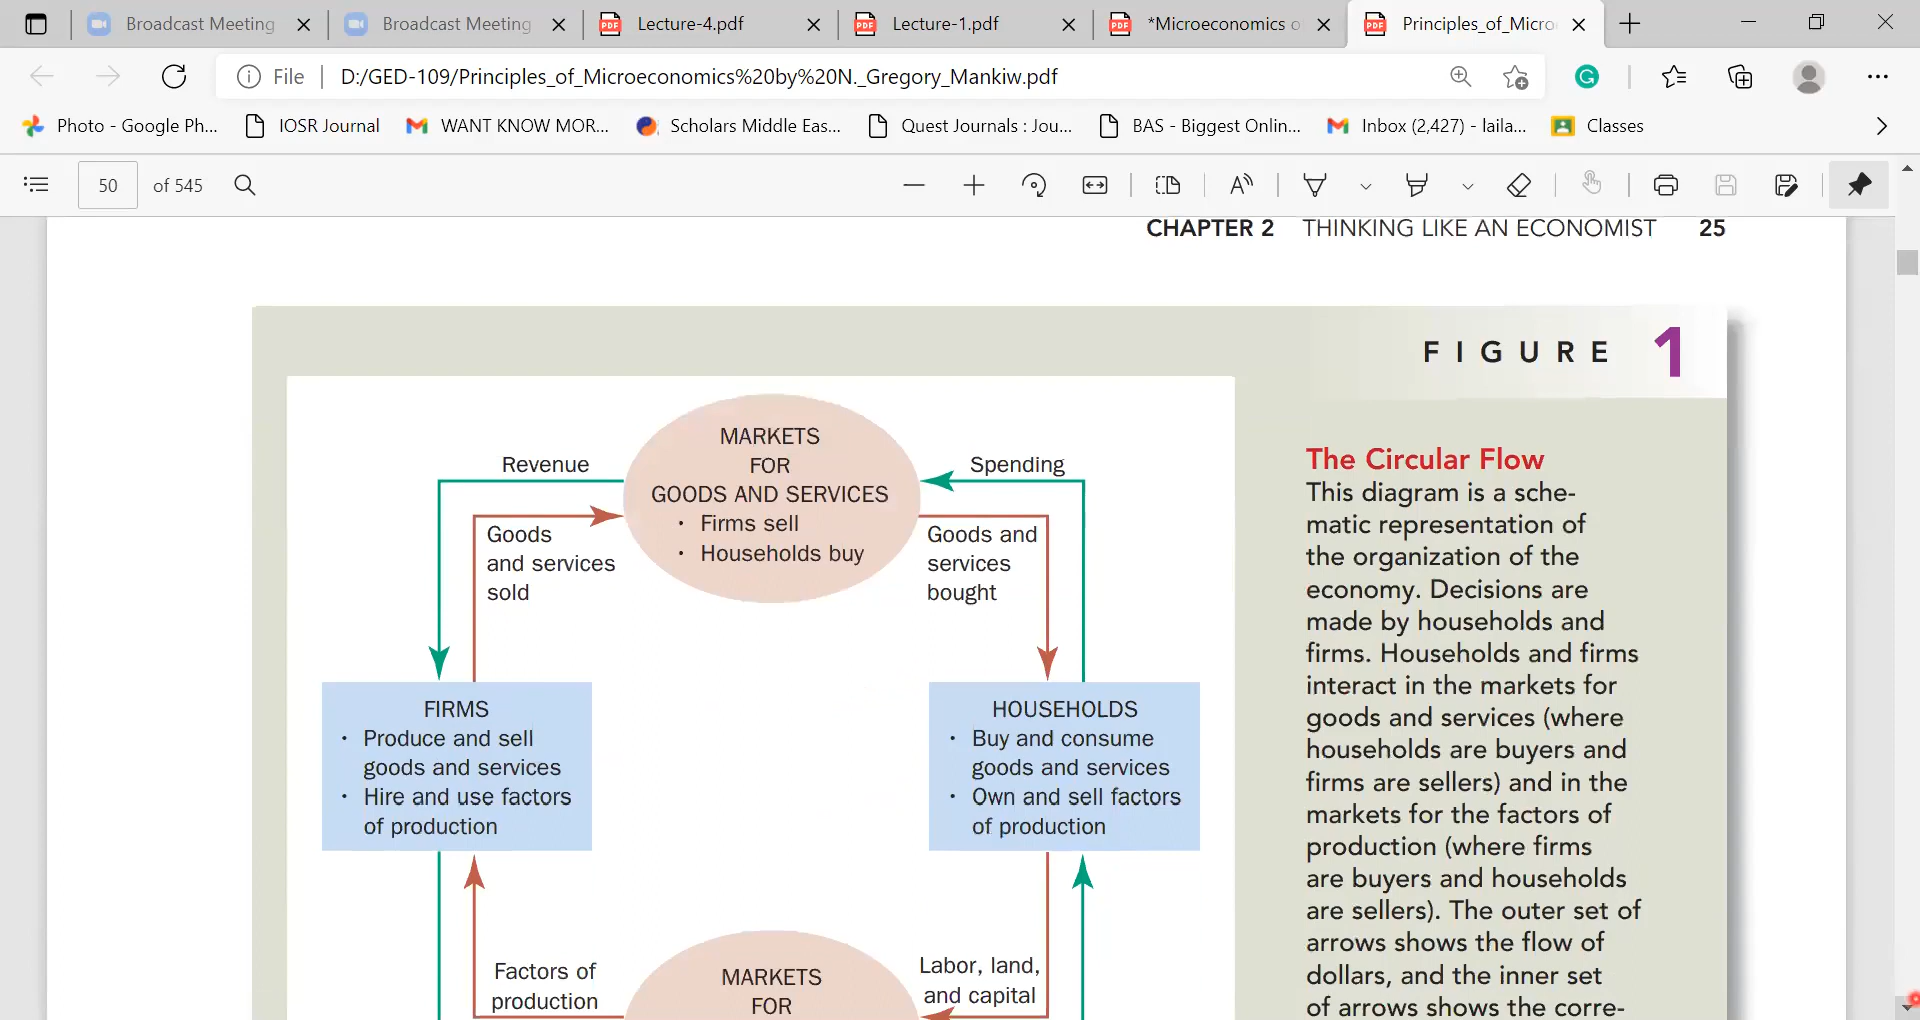 Broadcast Meeting
Broadcast Meeting
Lecture-4.pdf
Lecture-1.pdf
*Microeconomics o
Principles_of_Micro
File
D:/GED-109/Principles_of_Microeconomics%20by%20N._Gregory_Mankiw.pdf
Photo - Google Ph...
IOSR Journal
WANT KNOW MOR...
Scholars Middle Eas...
Quest Journals : Jou...
BAS - Biggest Onlin...
Inbox (2,427) - laila...
Classes
50 of 545
CHAPTER 2 THINKING LIKE AN ECONOMIST 25
FIGURE 1
MARKETS
FOR
GOODS AND SERVICES
• Firms sell
• Households buy
Revenue
Spending
Goods
and services
sold
Goods and
services
bought
FIRMS
• Produce and sell
goods and services
• Hire and use factors
of production
HOUSEHOLDS
• Buy and consume
goods and services
• Own and sell factors
of production
Factors of
production
MARKETS
FOR
Labor, land,
and capital
The Circular Flow
This diagram is a sche-
matic representation of
the organization of the
economy. Decisions are
made by households and
firms. Households and firms
interact in the markets for
goods and services (where
households are buyers and
firms are sellers) and in the
markets for the factors of
production (where firms
are buyers and households
are sellers). The outer set of
arrows shows the flow of
dollars, and the inner set
of arrows shows the corre-